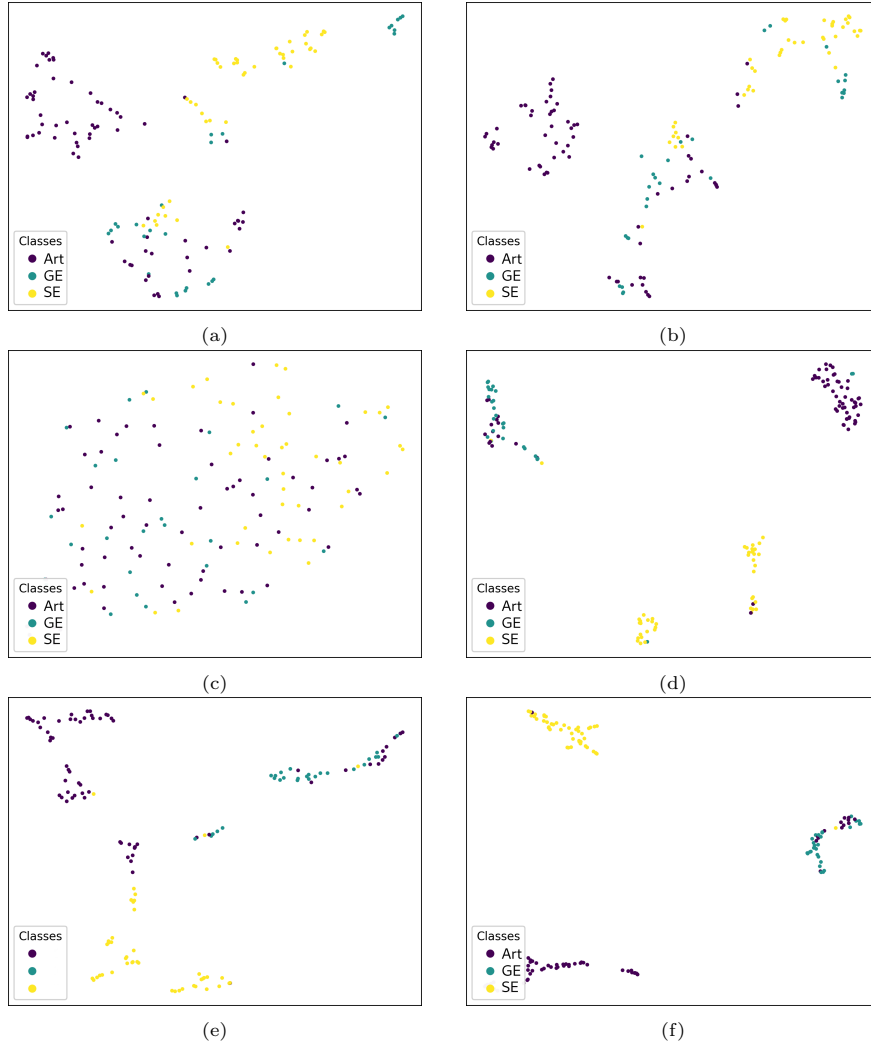 Classes
Art
GE
SE
(a)
Classes
Art
GE
SE
(b)
Classes
Art
GE
SE
(c)
Classes
Art
GE
SE
(d)
Classes
(e)
Classes
Art
GE
SE
(f)